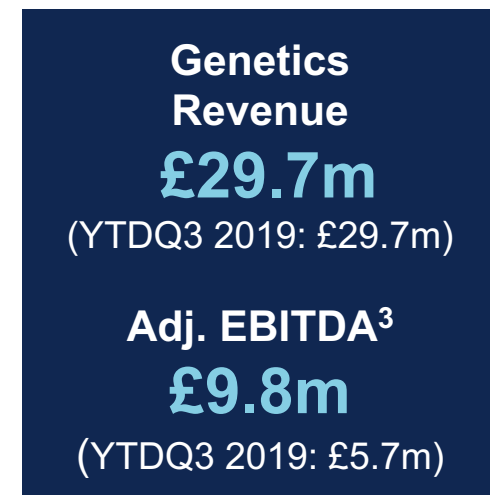 Genetics
Revenue
£29.7m
(YTDQ3 2019: £29.7m)
Adj. EBITDA³
£9.8m
(YTDQ3 2019: £5.7m)